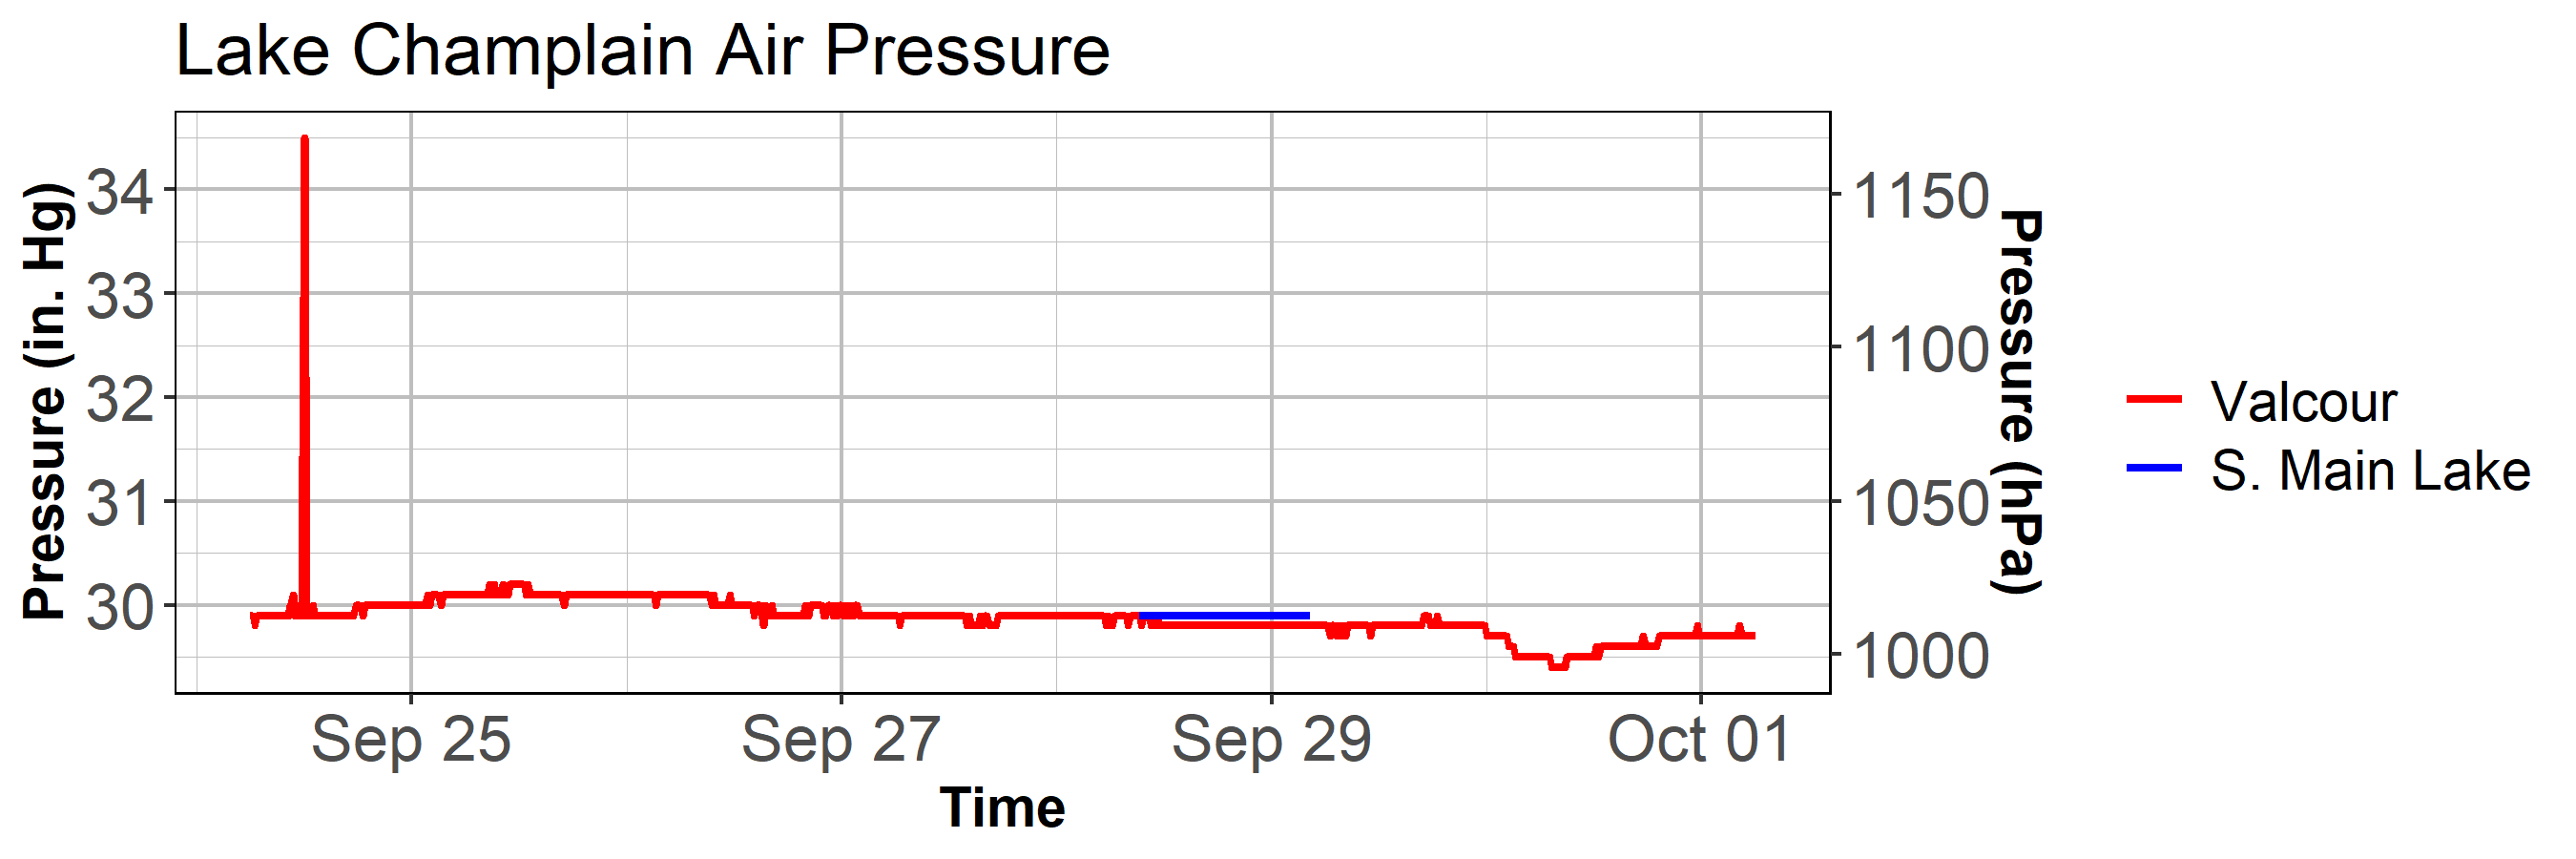 Lake Champlain Air Pressure
Pressure (in. Hg)
34
33
32
31
30
1150
1100
1050
1000
Pressure (hPa)
Valcour
S. Main Lake
Sep 25 Sep 27 Sep 29 Oct 01
Time